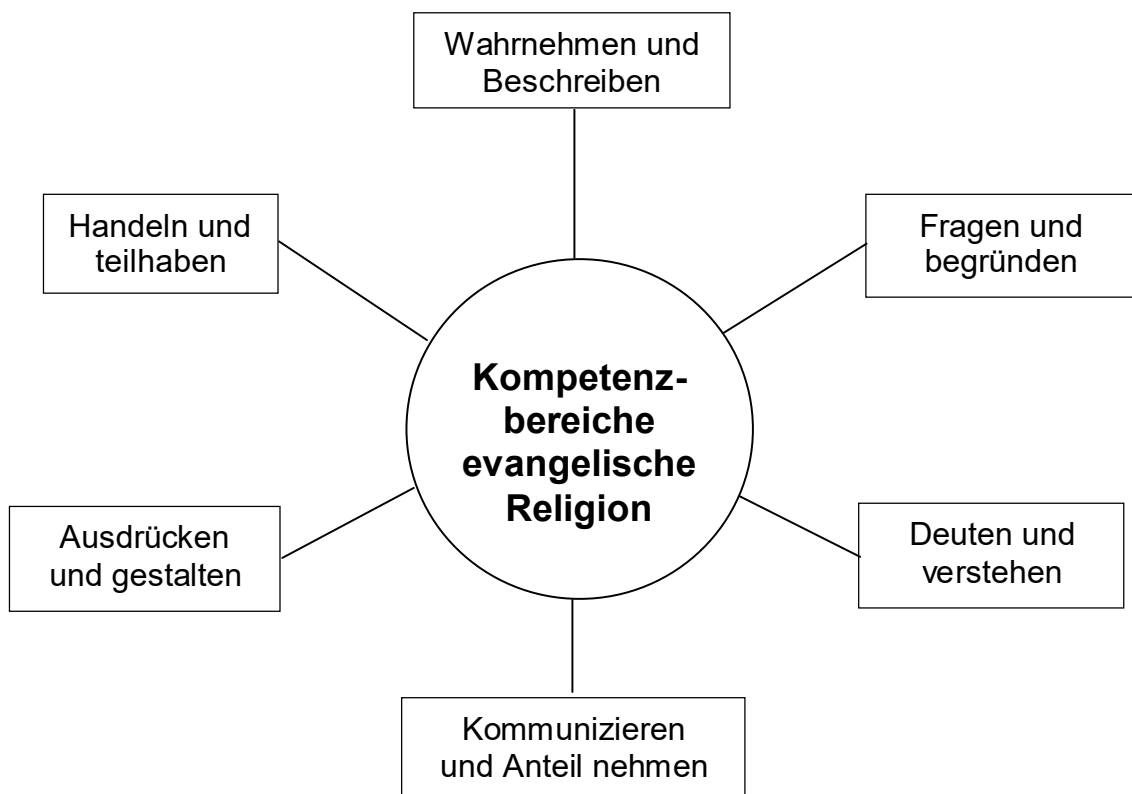 Wahrnehmen und
Beschreiben
Handeln und
teilhaben
Fragen und
begründen
Kompetenz-
bereiche
evangelische
Religion
Ausdrücken
und gestalten
Deuten und
verstehen
Kommunizieren
und Anteil nehmen